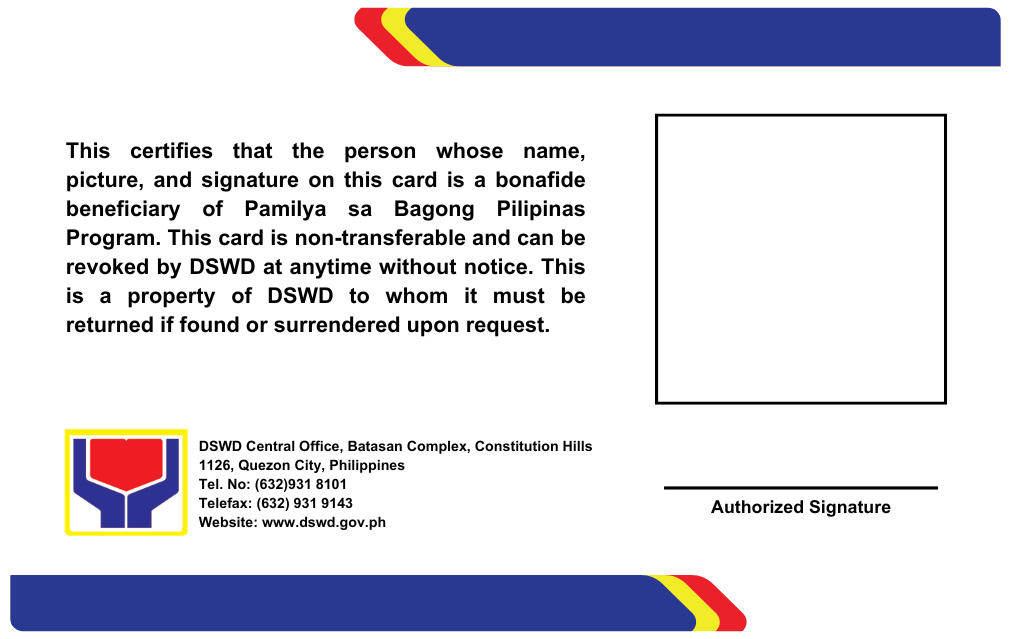 This certifies that the person whose name,
picture, and signature on this card is a bonafide
beneficiary of Pamilya sa Bagong Pilipinas
Program. This card is non-transferable and can be
revoked by DSWD at anytime without notice. This
is a property of DSWD to whom it must be
returned if found or surrendered upon request.
DSWD Central Office, Batasan Complex, Constitution Hills
1126, Quezon City, Philippines
Tel. No: (632)931 8101
Telefax: (632) 931 9143
Website: www.dswd.gov.ph
Authorized Signature